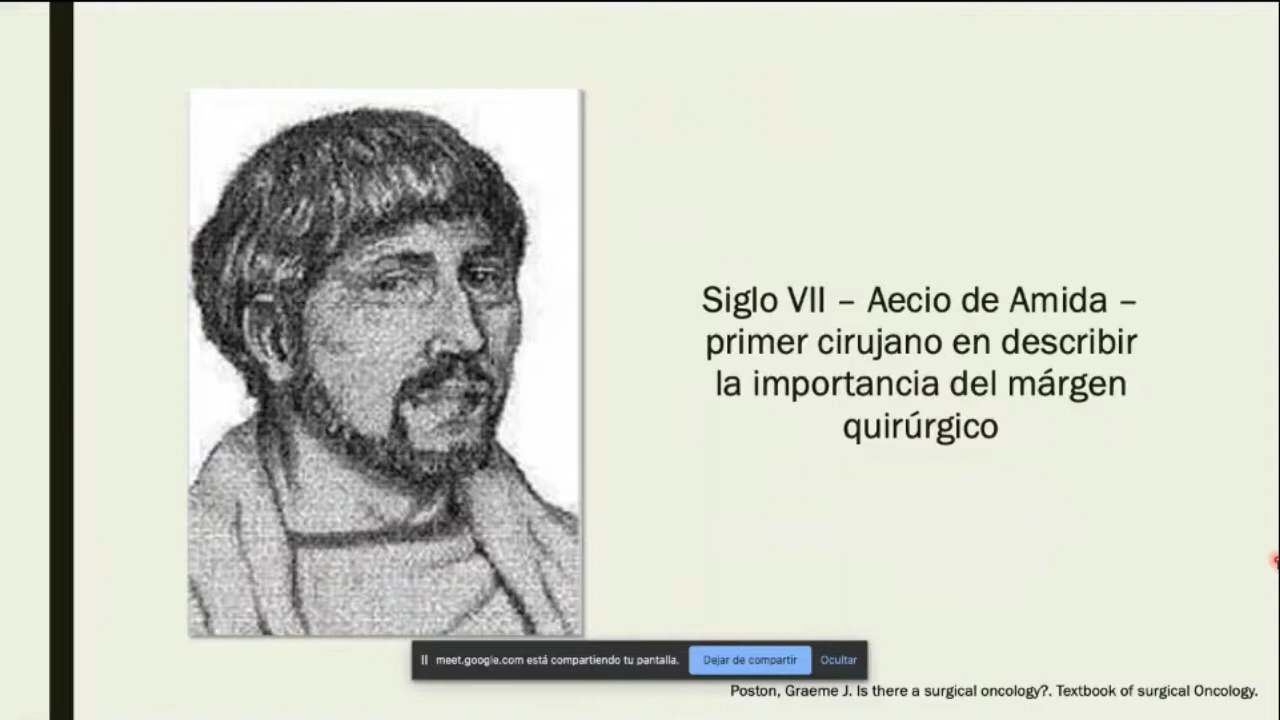 Siglo VII – Aecio de Amida –
primer cirujano en describir
la importancia del márgen
quirúrgico
meet.google.com está compartiendo tu pantalla.
Dejar de compartir
Ocultar
Poston, Graeme J. Is there a surgical oncology?. Textbook of surgical Oncology.